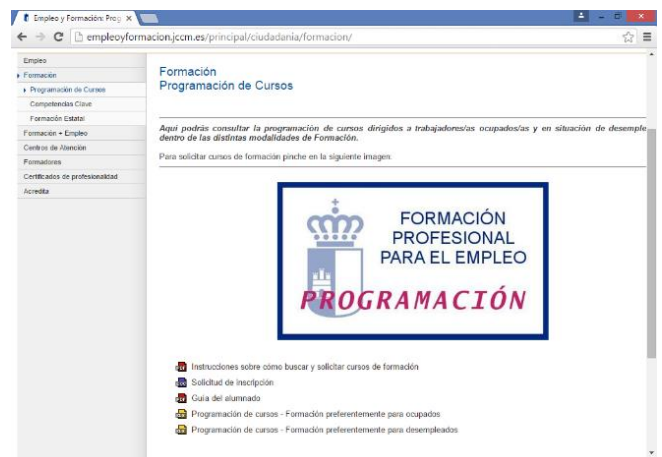 Empleo y Formación: Prog
empleoyformacion.jccm.es/principal/ciudadania/formacion/
Empleo
Formación
Programación de Cursos
Competencias Clave
Formación Estatal
Formación + Empleo
Centros de Atención
Formadores
Certificados de profesionalidad
Acredita
Formación
Programación de Cursos
Aquí podrás consultar la programación de cursos dirigidos a trabajadores/as ocupados/as y en situación de desemple
dentro de las distintas modalidades de Formación.
Para solicitar cursos de formación pinche en la siguiente imagen.
FORMACIÓN
PROFESIONAL
PARA EL EMPLEO
PROGRAMACIÓN
Instrucciones sobre cómo buscar y solicitar cursos de formación
Solicitud de inscripción
Guía del alumnado
Programación de cursos - Formación preferentemente para ocupados
Programación de cursos - Formación preferentemente para desempleados